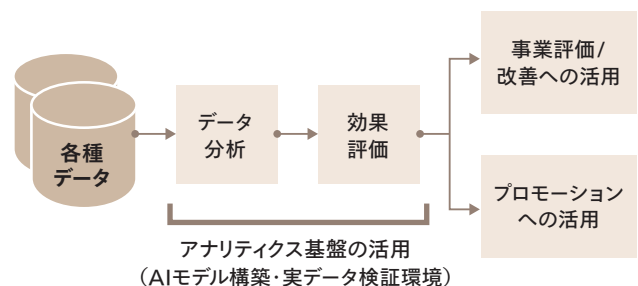 各種
データ
データ
分析
効果
評価
事業評価/
改善への活用
プロモーション
への活用
アナリティクス基盤の活用
（AIモデル構築・実データ検証環境）